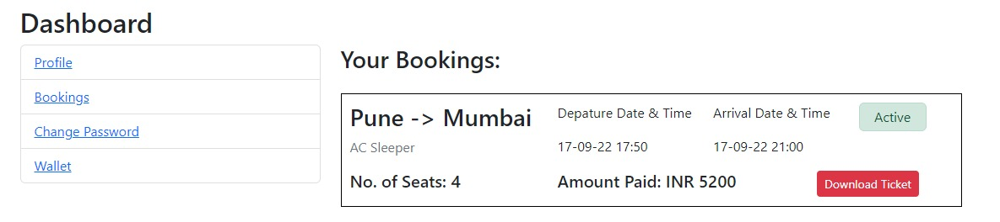 Dashboard
Profile
Bookings
Change Password
Wallet
Your Bookings:
Pune -> Mumbai
AC Sleeper
Depature Date & Time
Arrival Date & Time
Active
17-09-22 17:50
17-09-22 21:00
No. of Seats: 4
Amount Paid: INR 5200
Download Ticket